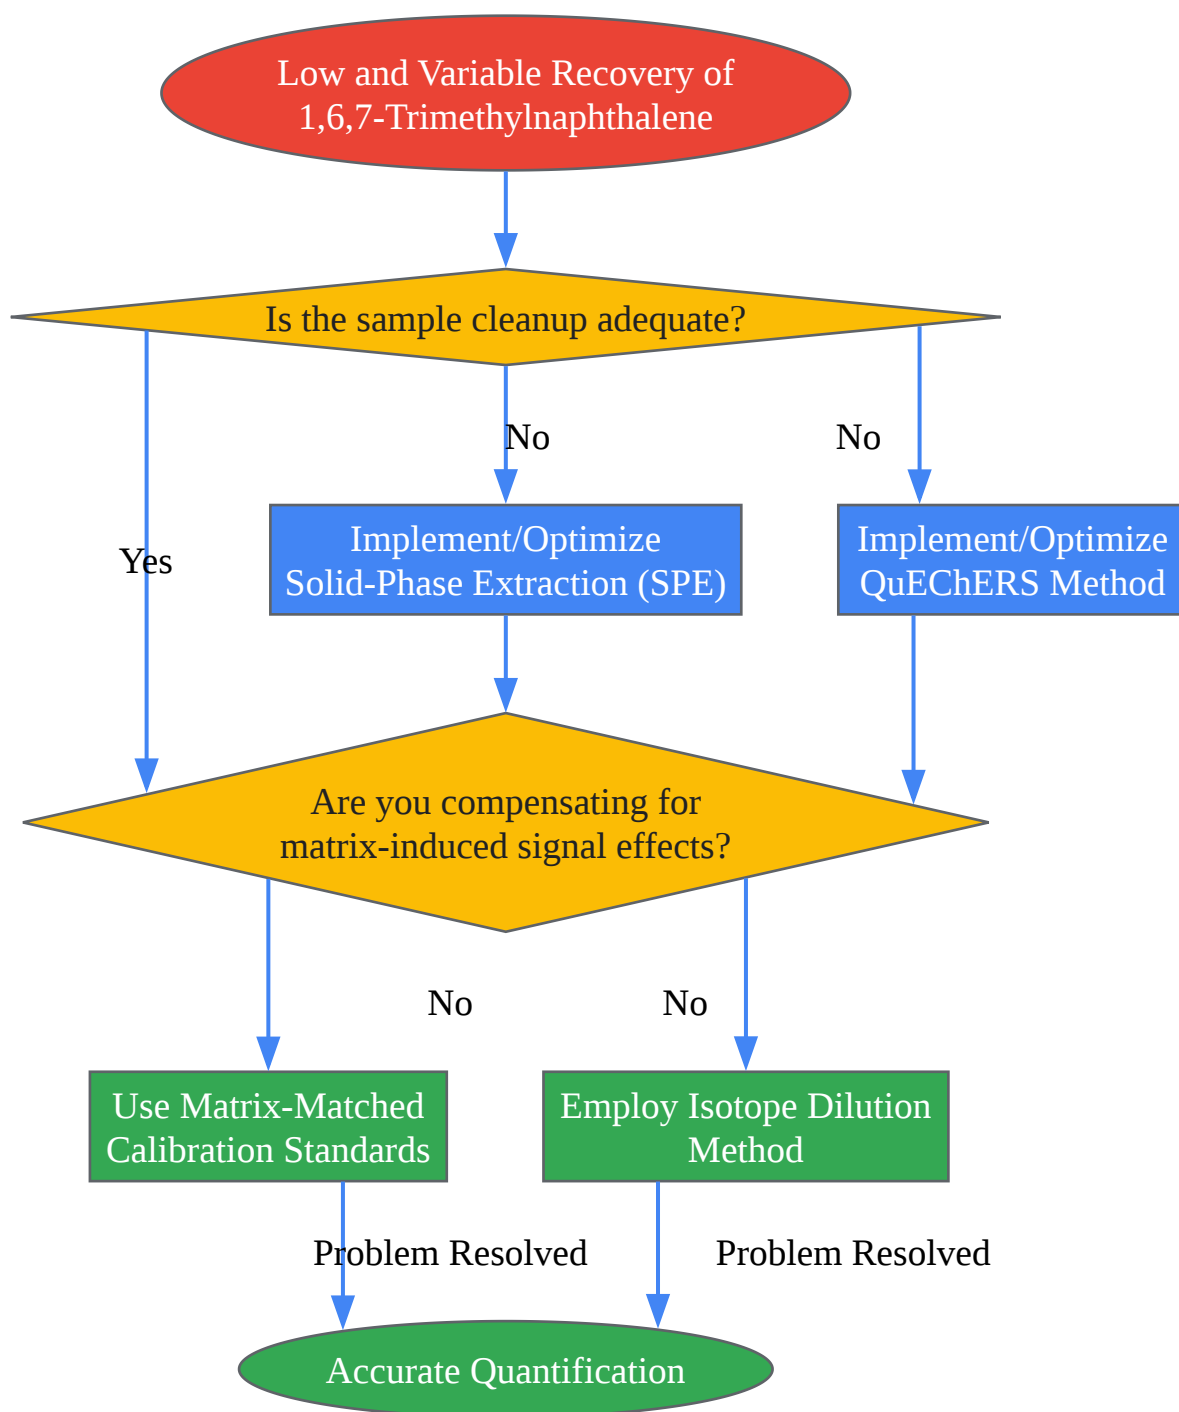 Low and Variable Recovery of
1,6,7-Trimethylnaphthalene
Is the sample cleanup adequate?
No
No
Yes
Implement/Optimize
Solid-Phase Extraction (SPE)
Implement/Optimize
QuEChERS Method
Are you compensating for
matrix-induced signal effects?
No
No
Use Matrix-Matched
Calibration Standards
Employ Isotope Dilution
Method
Problem Resolved
Problem Resolved
Accurate Quantification